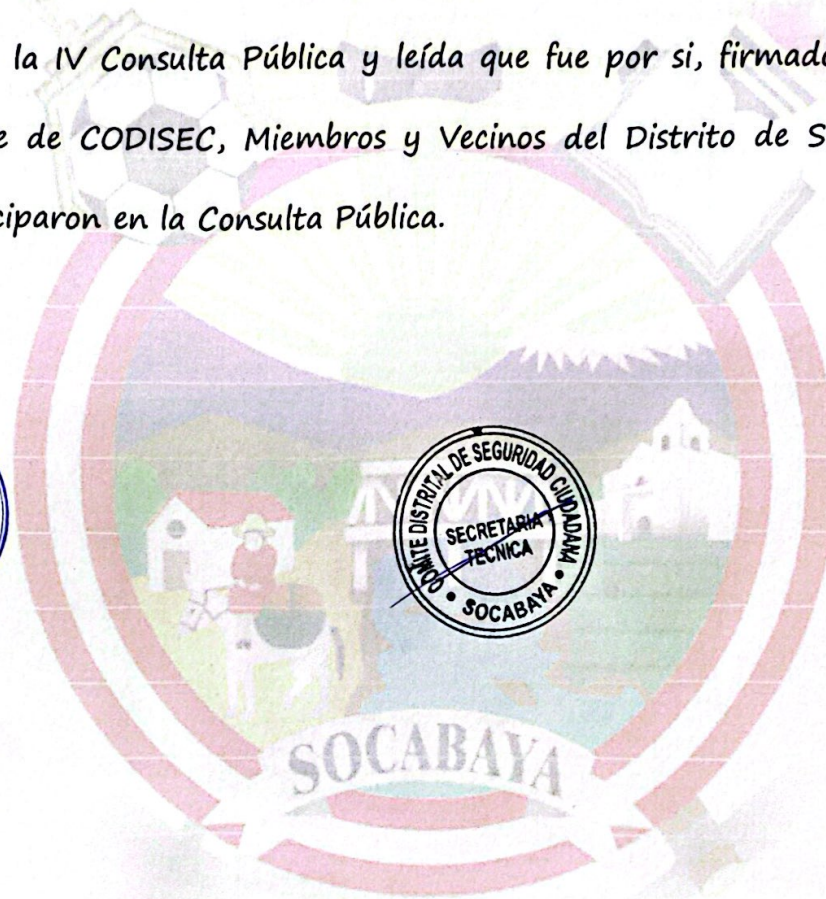 la IV Consulta Pública y leída que fue por si, firmado
e de CODISEC, Miembros y Vecinos del Distrito de S
ciparon en la Consulta Pública.
COMITE DISTRITAL DE SEGURIDAD CIUDADANA
SECRETARIA
TECNICA
• SOCABAYA •
SOCABAYA